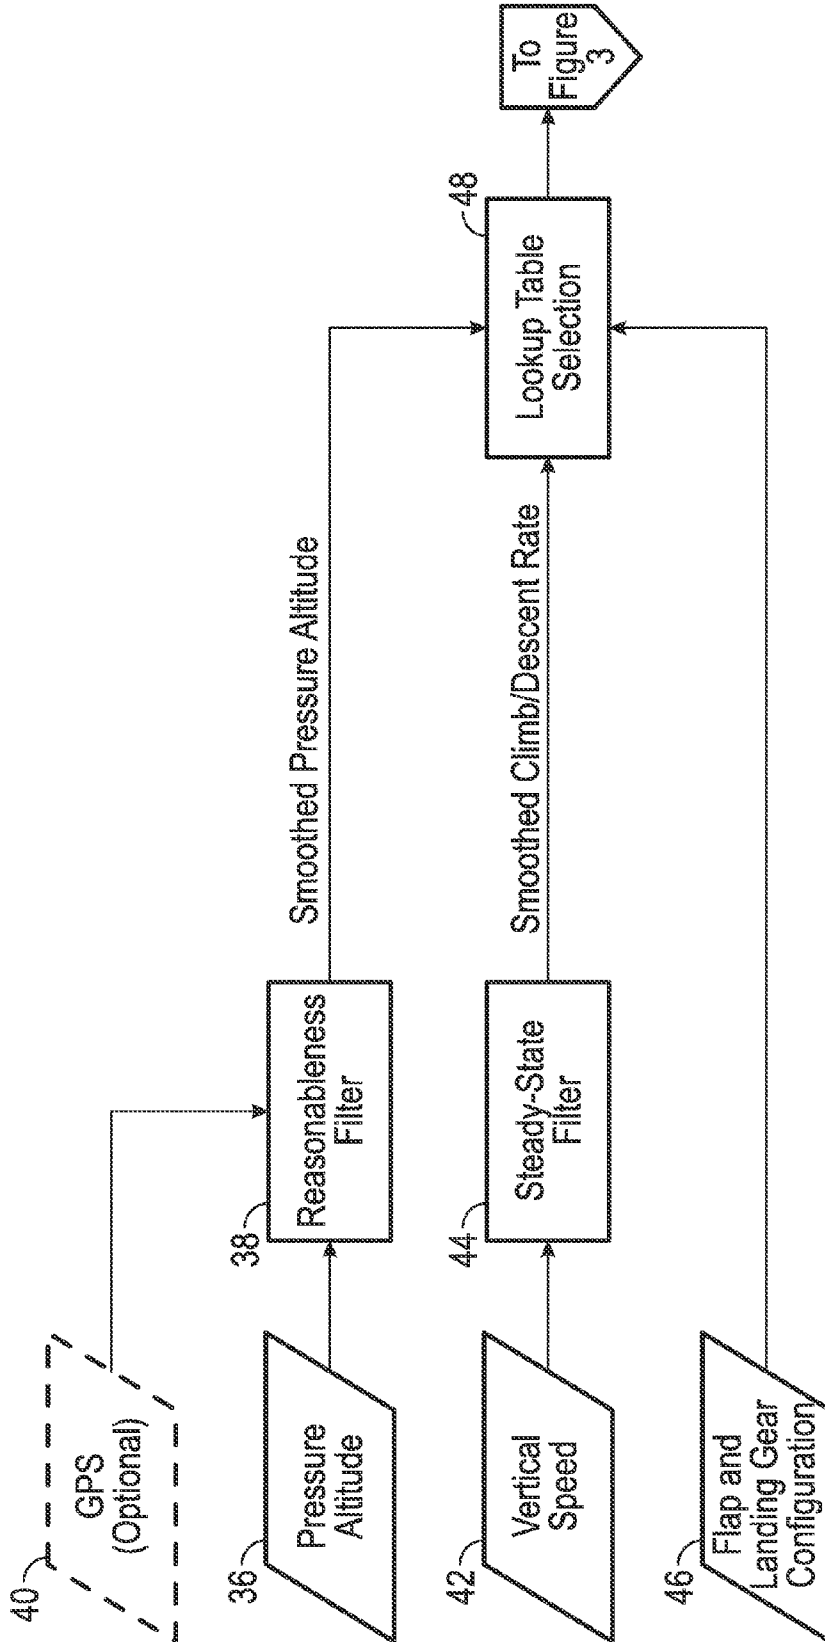 40
GPS
(Optional)
36
Pressure
Altitude
38
Reasonableness
Filter
Smoothed Pressure Altitude
42
Vertical
Speed
44
Steady-State
Filter
Smoothed Climb/Descent Rate
46
Flap and
Landing Gear
Configuration
48
Lookup Table
Selection
To
Figure
3